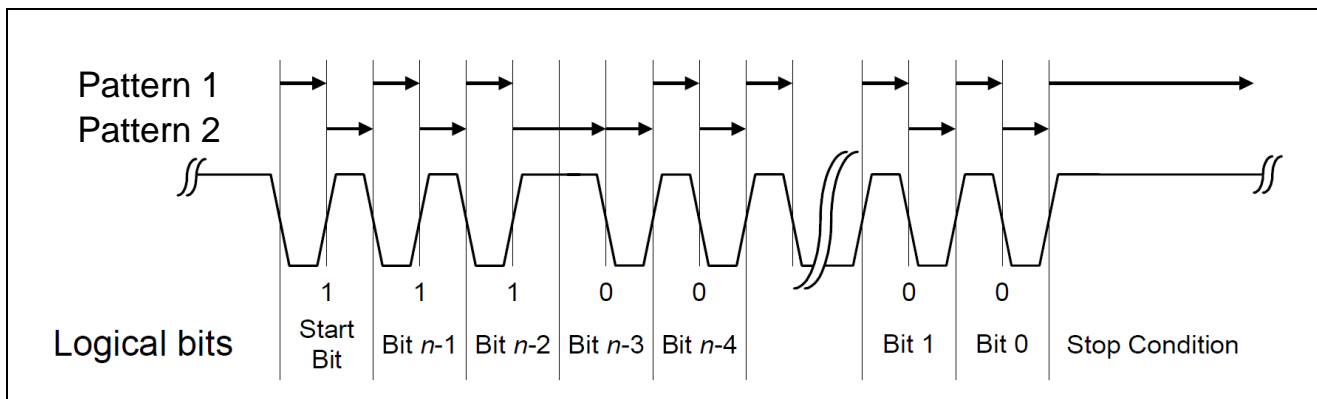 Pattern 1
Pattern 2
1 1 1 0 0 0 0
Logical bits
Start
Bit
Bit n-1 Bit n-2 Bit n-3 Bit n-4 Bit 1 Bit 0 Stop Condition